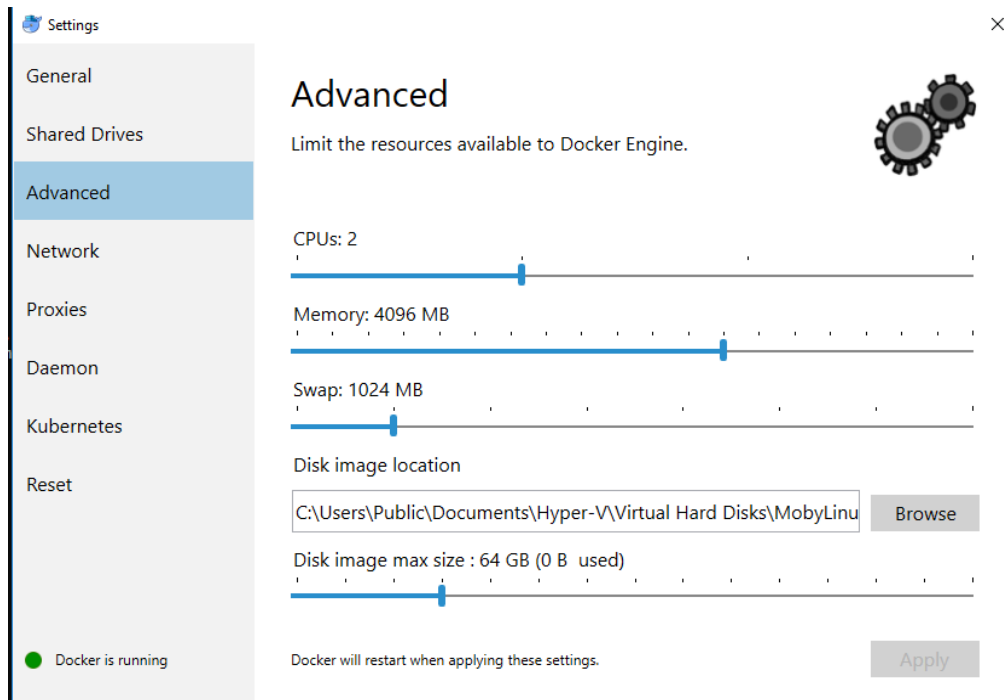 Settings
General
Shared Drives
Advanced
Network
Proxies
Daemon
Kubernetes
Reset
Docker is running
Advanced
Limit the resources available to Docker Engine.
CPUs: 2
Memory: 4096 MB
Swap: 1024 MB
Disk image location
C:\Users\Public\Documents\Hyper-V\Virtual Hard Disks\MobyLinu
Browse
Disk image max size : 64 GB (0 B  used)
Docker will restart when applying these settings.
Apply